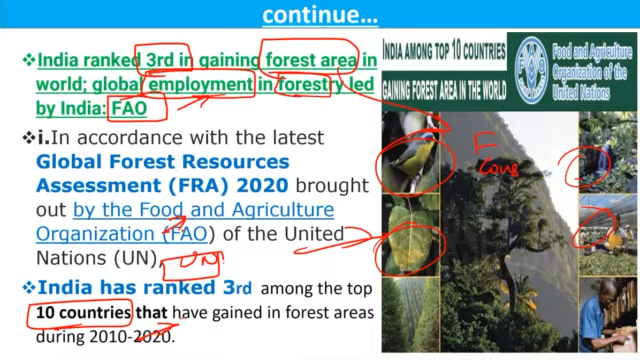 continue...
India ranked 3rd in gaining forest area in
world; global employment in forestry led
by India: FAO
i.In accordance with the latest
Global Forest Resources
Assessment (FRA) 2020 brought
out by the Food and Agriculture
Organization (FAO) of the United
Nations (UN), UN
India has ranked 3rd among the top
10 countries that have gained in forest areas
during 2010-2020.
INDIA AMONG TOP 10 COUNTRIES
GAINING FOREST AREA IN THE WORLD
Food and Agriculture
Organization of the
United Nations
F
Cons